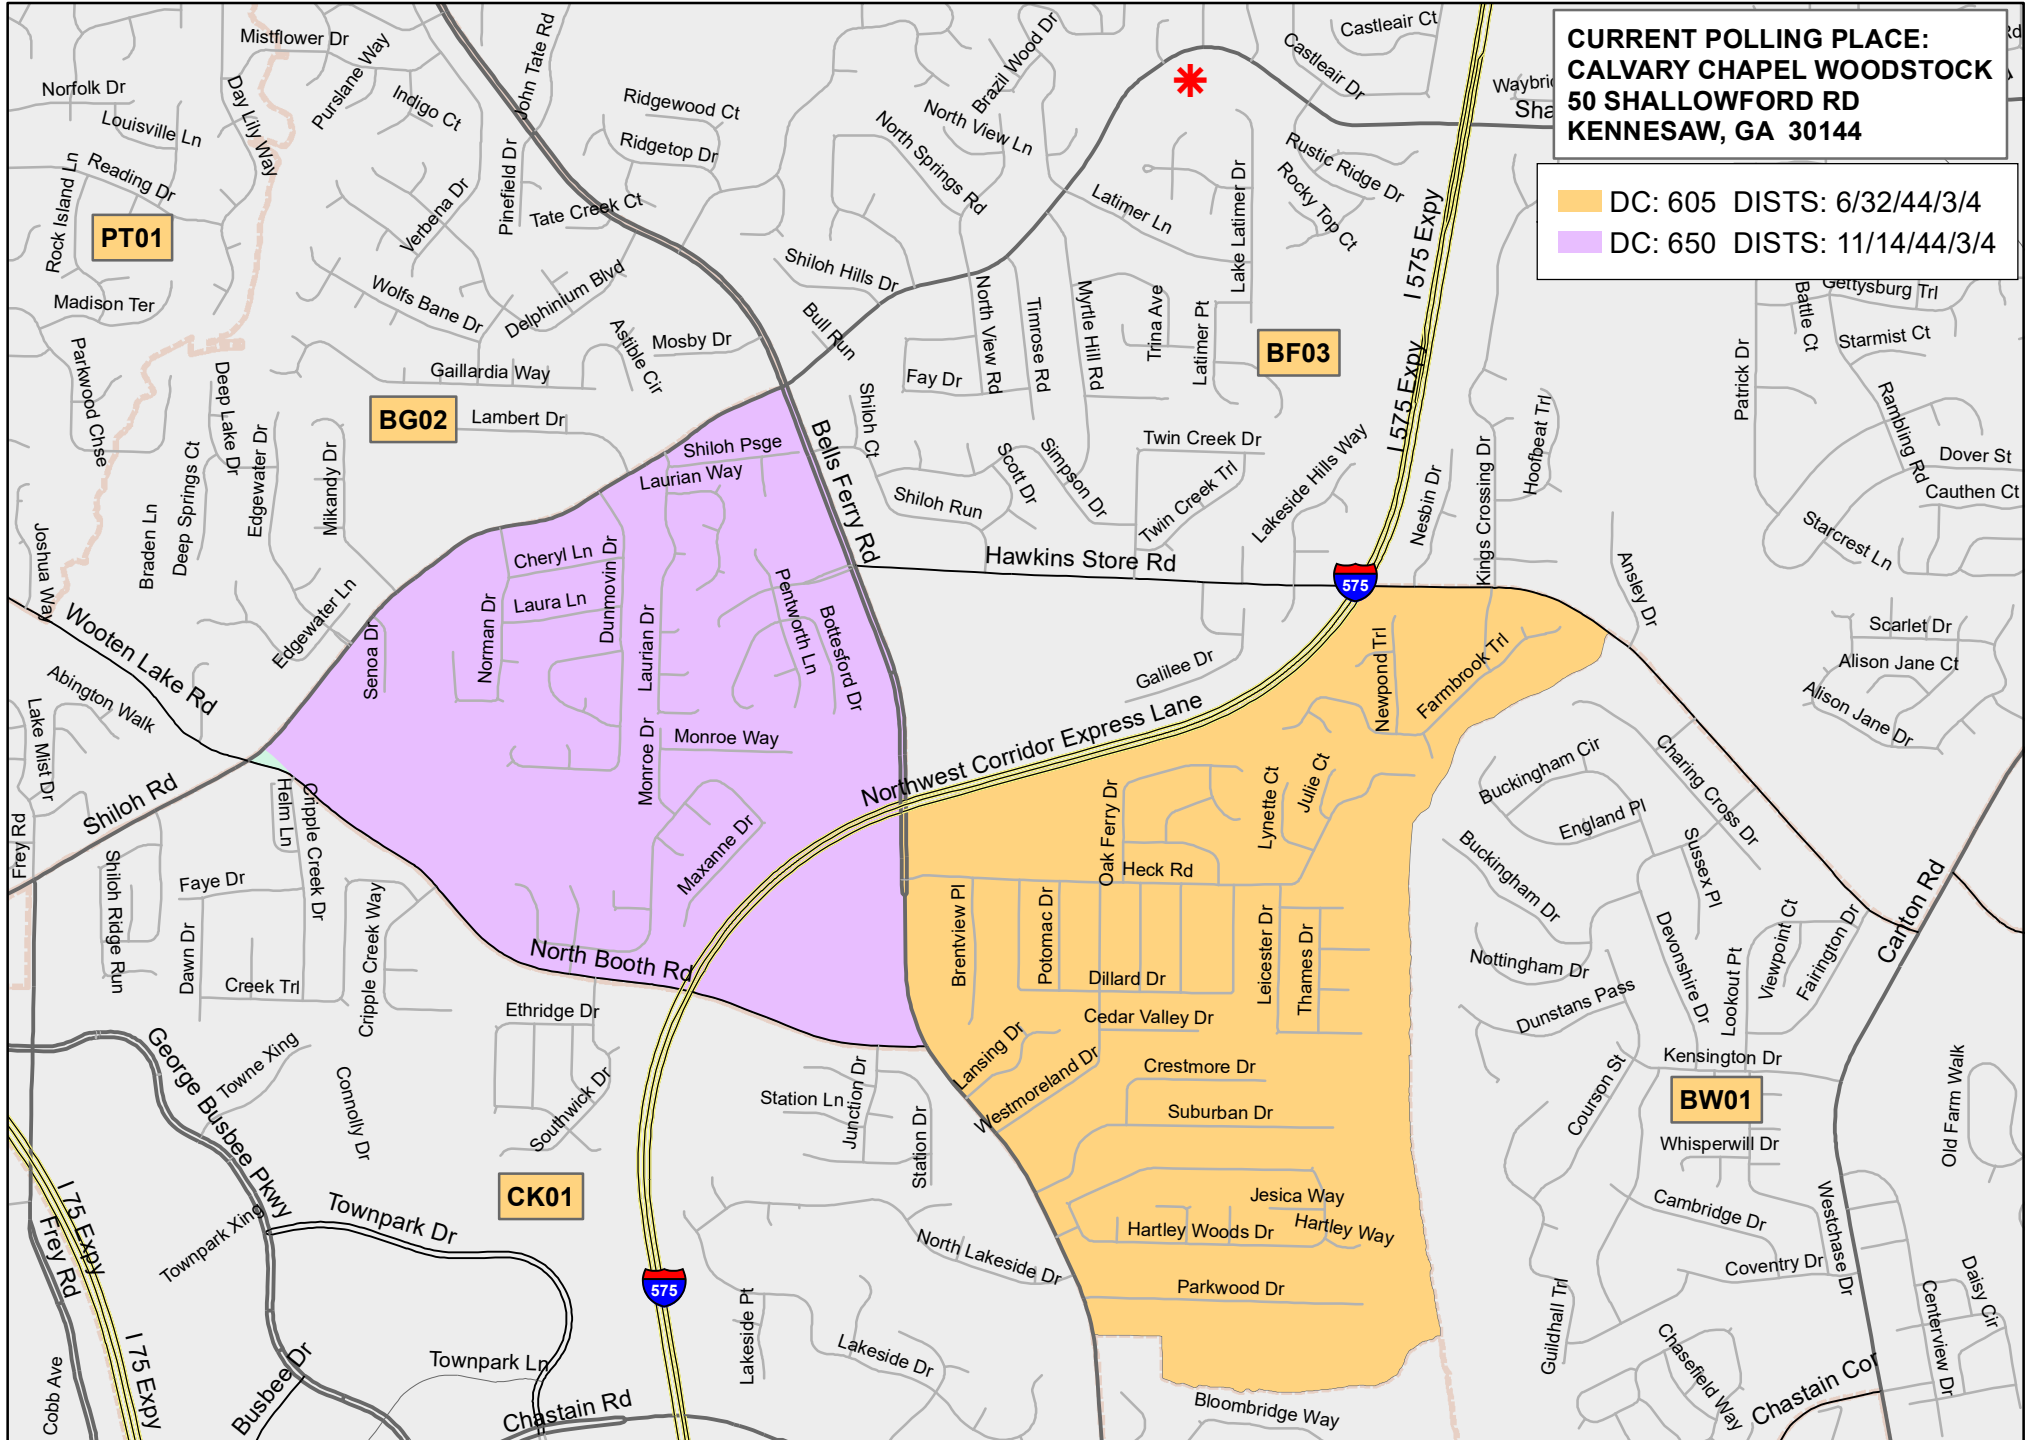 CURRENT POLLING PLACE:
CALVARY CHAPEL WOODSTOCK
50 SHALLOWFORD RD
KENNESAW, GA 30144
DC: 605 DISTS: 6/32/44/3/4
DC: 650 DISTS: 11/14/44/3/4
Mistflower Dr
Purslane Way
John Tate Rd
Brazil Wood Dr
Castleair Ct
Castleair Dr
Norfolk Dr
Day Lily Way
Indigo Ct
Ridgewood Ct
North View Ln
Louisville Ln
Ridgetop Dr
North Springs Rd
Rustic Ridge Dr
Reading Dr
Rock Island Ln
Verbena Dr
Pinefield Dr
Tate Creek Ct
Latimer Ln
Lake Latimer Dr
Rocky Top Ct
I 575 Expy
PT01
Shiloh Hills Dr
Madison Ter
Wolfs Bane Dr
Delphinium Blvd
Astible Cir
Mosby Dr
Bull Run
North View Rd
Timrose Rd
Myrtle Hill Rd
Trina Ave
Latimer Pt
BF03
I 575 Expy
Patrick Dr
Battle Ct
Gettysburg Trl
Starmist Ct
Parkwood Chse
Deep Lake Dr
Gaillardia Way
Fay Dr
Rambling Rd
BG02
Lambert Dr
Edgewater Dr
Mikandy Dr
Deep Springs Ct
Braden Ln
Shiloh Psge
Laurian Way
Bells Ferry Rd
Shiloh Ct
Shiloh Run
Scott Dr
Simpson Dr
Twin Creek Dr
Twin Creek Trl
Lakeside Hills Way
Nesbin Dr
Kings Crossing Dr
Hoofbeat Trl
Dover St
Cauthen Ct
Starcrest Ln
Joshua Way
Cheryl Ln
Laura Ln
Dunmovin Dr
Hawkins Store Rd
575
Ansley Dr
Wooten Lake Rd
Edgewater Ln
Senoa Dr
Norman Dr
Laurian Dr
Pentworth Ln
Bottesford Dr
Galilee Dr
Newpond Trl
Farmbrook Trl
Scarlet Dr
Alison Jane Ct
Alison Jane Dr
Abington Walk
Lake Mist Dr
Monroe Dr
Monroe Way
Northwest Corridor Express Lane
Buckingham Cir
Charing Cross Dr
Shiloh Rd
Frey Rd
Helm Ln
Cripple Creek Dr
Maxanne Dr
Oak Ferry Dr
Lynette Ct
Julie Ct
England Pl
Sussex Pl
Buckingham Dr
Shiloh Ridge Run
Faye Dr
Heck Rd
Dawn Dr
Cripple Creek Way
North Booth Rd
Brentview Pl
Potomac Dr
Leicester Dr
Thames Dr
Canton Rd
Creek Trl
Dillard Dr
Nottingham Dr
Devonshire Dr
Lookout Pt
Viewpoint Ct
Fairington Dr
Ethridge Dr
Cedar Valley Dr
Dunstans Pass
George Busbee Pkwy
Towne Xing
Connolly Dr
Southwick Dr
Station Ln
Junction Dr
Station Dr
Lansing Dr
Westmoreland Dr
Crestmore Dr
Suburban Dr
Kensington Dr
BW01
Courson St
Whisperwill Dr
Old Farm Walk
CK01
I 75 Expy
Frey Rd
Townpark Xing
Townpark Dr
Jesica Way
Hartley Woods Dr
Hartley Way
Cambridge Dr
Westchase Dr
North Lakeside Dr
Coventry Dr
575
Parkwood Dr
Lakeside Pt
Guildhall Trl
Daisy Cir
Centerview Dr
I 75 Expy
Busbee Dr
Townpark Ln
Lakeside Dr
Chasefield Way
Chastain Cor
Cobb Ave
Chastain Rd
Bloombridge Way